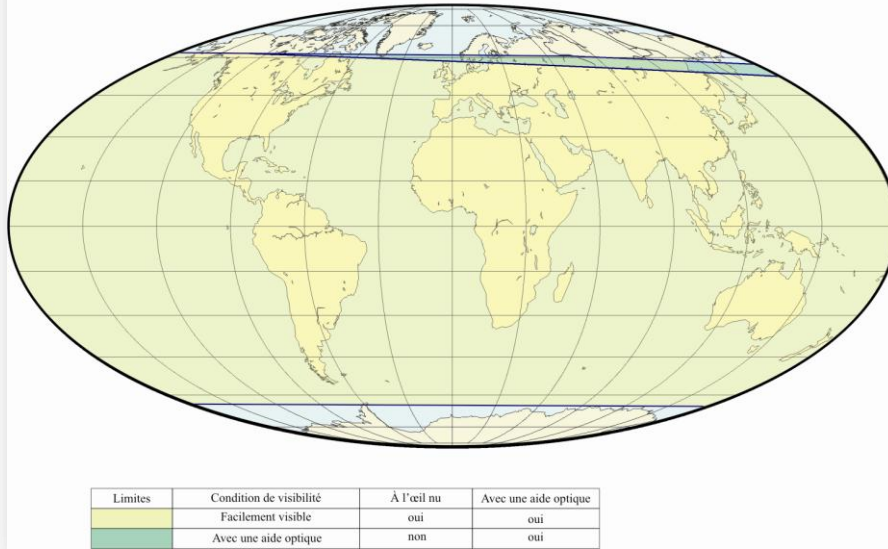 Limites Condition de visibilité À l’œil nu Avec une aide optique
Facilement visible oui oui
Avec une aide optique non oui